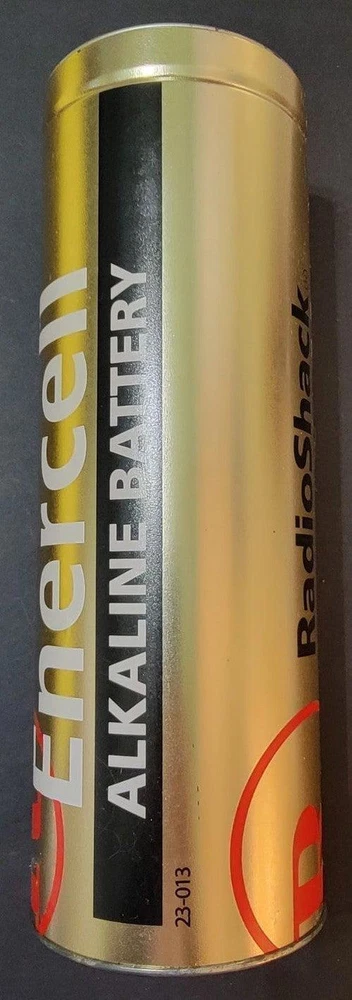 Enercell
ALKALINE BATTERY
23-013
RadioShack
R